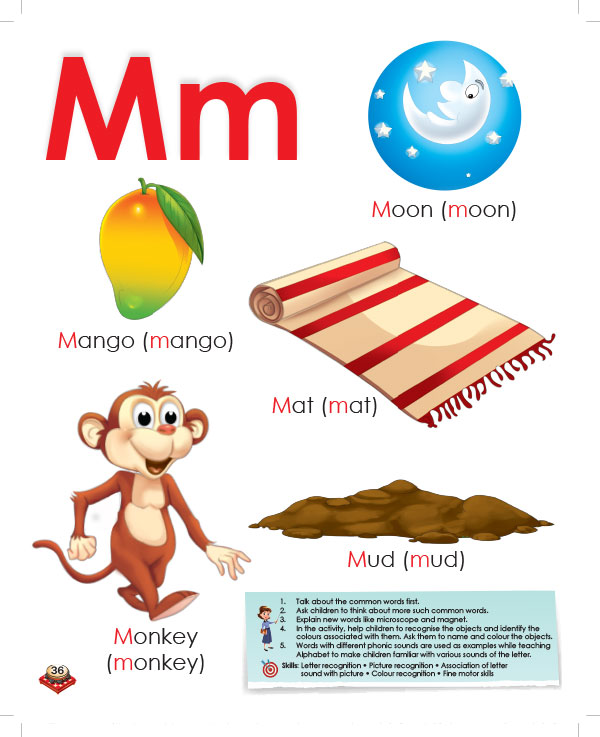 Mm
Moon (moon)
Mango (mango)
Mat (mat)
Mud (mud)
Monkey
(monkey)
1. Talk about the common words first.
2. Ask children to think about more such common words.
3. Explain new words like microscope and magnet.
4. In the activity, help children to recognise the objects and identify the
colours associated with them. Ask them to name and colour the objects.
5. Words with different phonic sounds are used as examples while teaching
Alphabet to make children familiar with various sounds of the letter.
Skills: Letter recognition • Picture recognition • Association of letter
sound with picture • Colour recognition • Fine motor skills
36